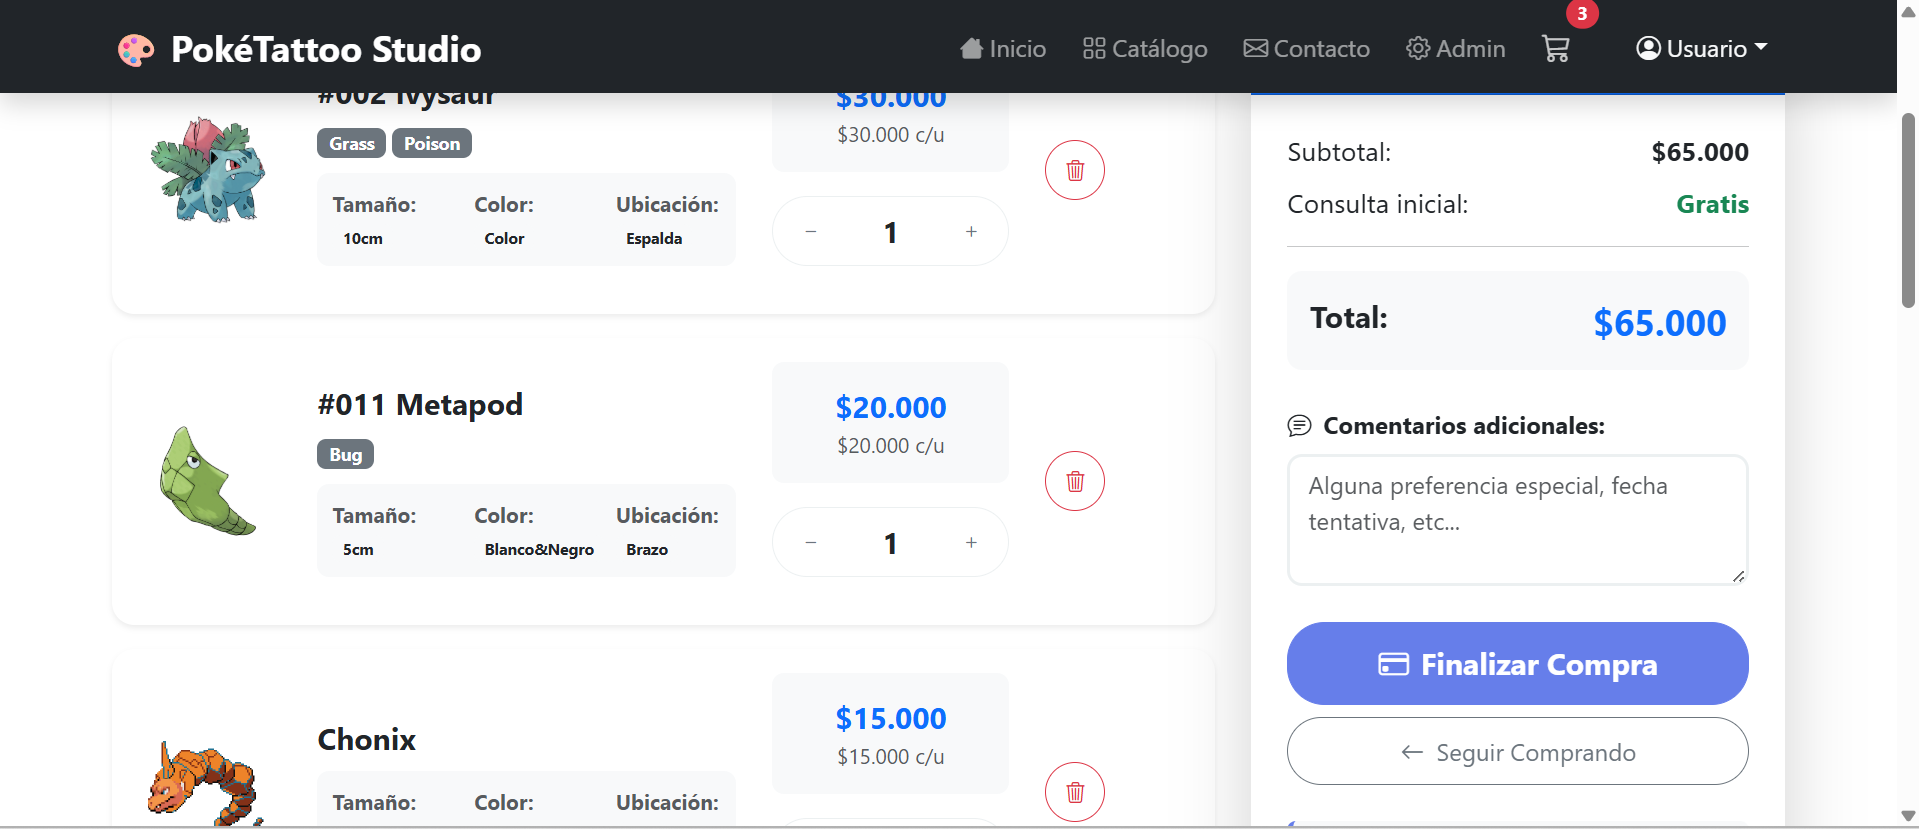 PokéTattoo Studio
Inicio
Catálogo
Contacto
Admin
3
Usuario
#002 Ivysaur
Grass Poison
Tamaño: Color: Ubicación:
10cm Color Espalda
$30.000
$30.000 c/u
− 1 +
#011 Metapod
Bug
Tamaño: Color: Ubicación:
5cm Blanco&Negro Brazo
$20.000
$20.000 c/u
− 1 +
Chonix
Tamaño: Color: Ubicación:
$15.000
$15.000 c/u
Subtotal: $65.000
Consulta inicial: Gratis
Total: $65.000
Comentarios adicionales:
Alguna preferencia especial, fecha
tentativa, etc...
Finalizar Compra
← Seguir Comprando